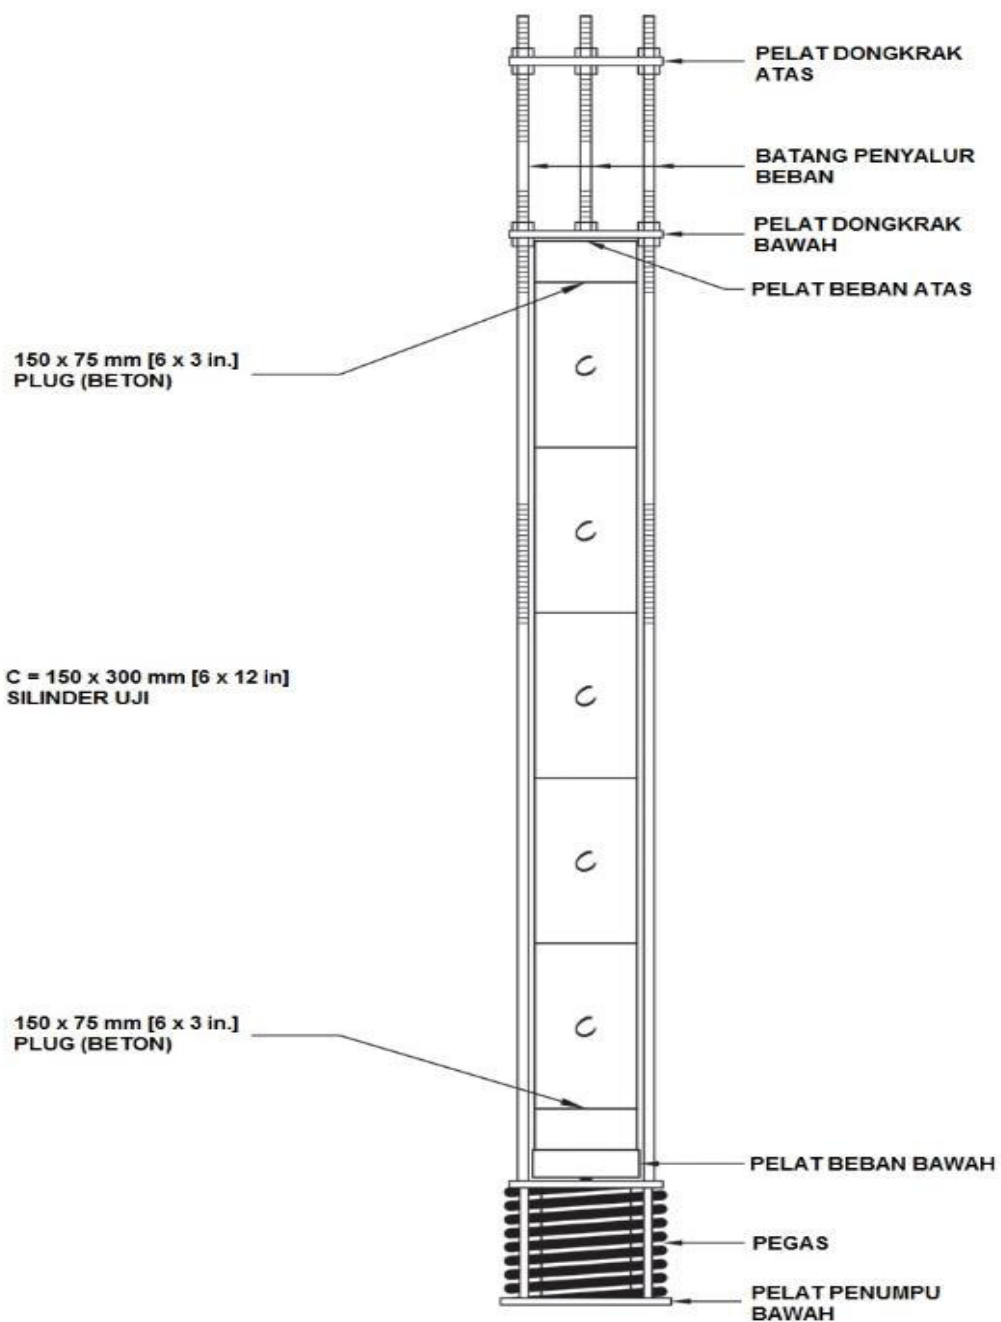 PELAT DONGKRAK
ATAS
BATANG PENYALUR
BEBAN
PELAT DONGKRAK
BAWAH
PELAT BEBAN ATAS
150 x 75 mm [6 x 3 in.]
PLUG (BETON)
C
C
C = 150 x 300 mm [6 x 12 in]
SILINDER UJI
C
C
150 x 75 mm [6 x 3 in.]
PLUG (BETON)
C
PELAT BEBAN BAWAH
PEGAS
PELAT PENUMPU
BAWAH